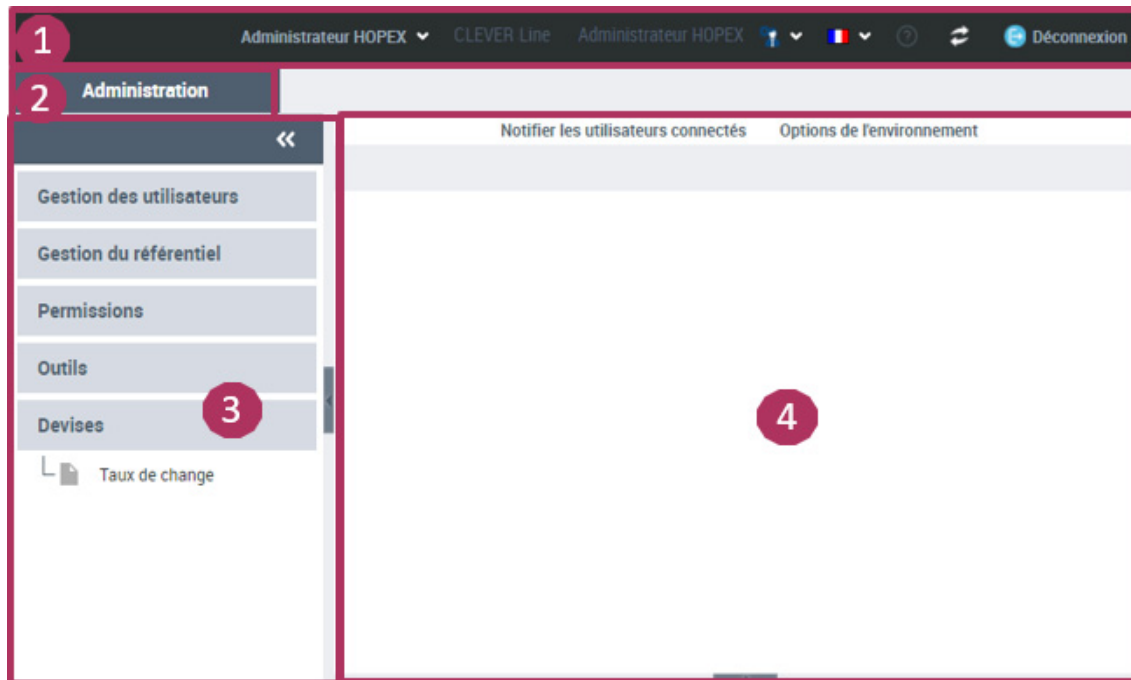 1 Administrateur HOPEX CLEVER Line Administrateur HOPEX ? Déconnexion
2 Administration
«
Notifier les utilisateurs connectés Options de l'environnement
Gestion des utilisateurs
Gestion du référentiel
Permissions
Outils
3
Devises
4
Taux de change